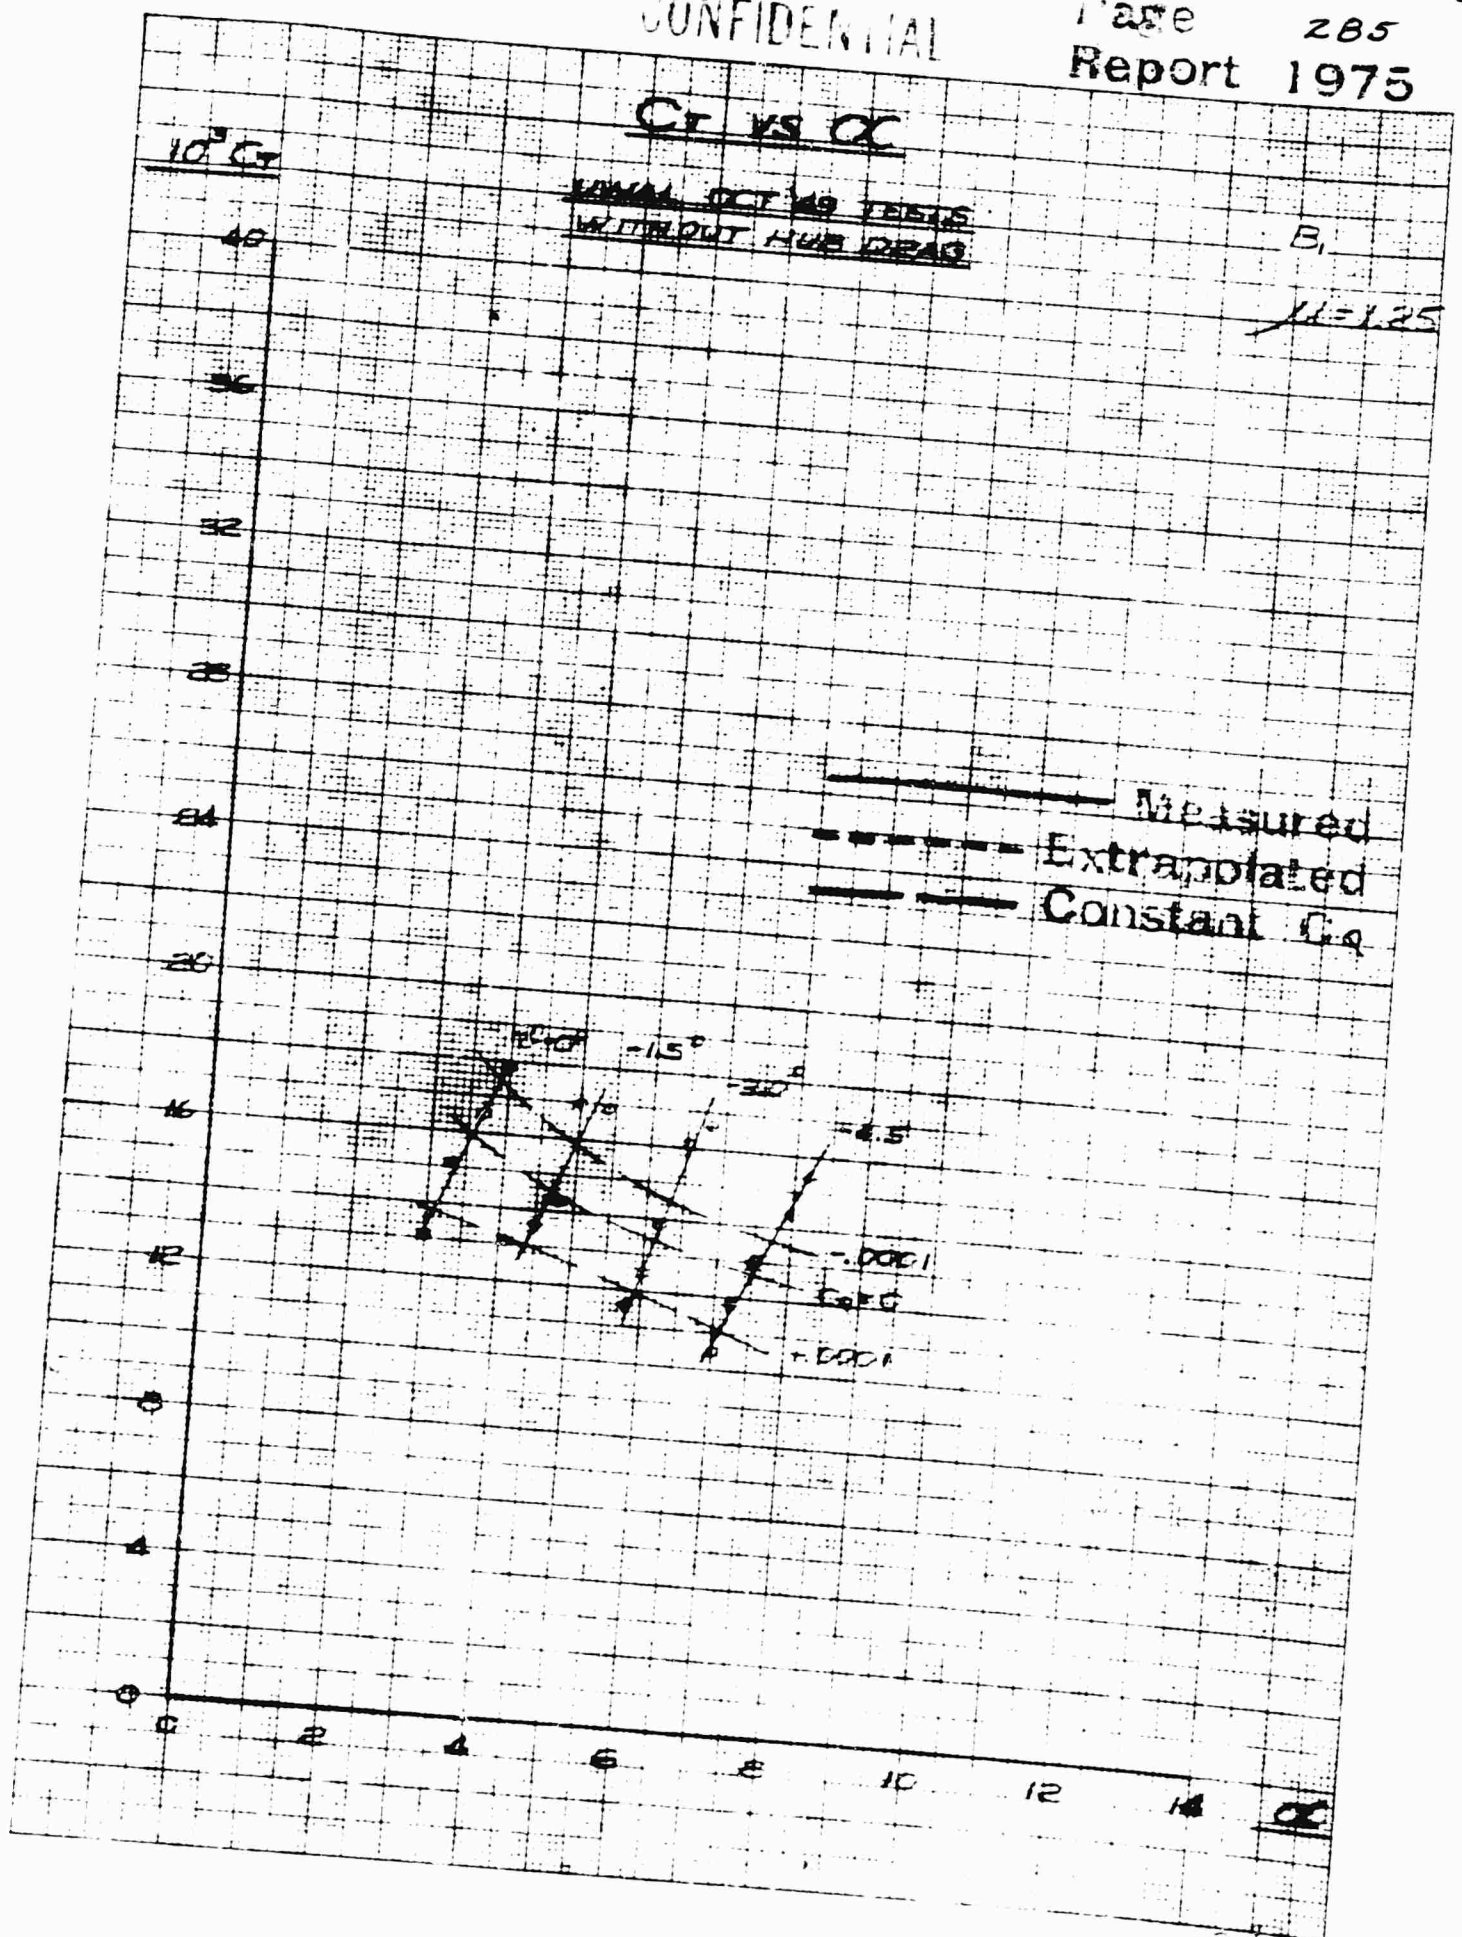 CONFIDENTIAL
Page 285
Report 1975
CT VS α
OCT '49 TESTS
WITHOUT HUB DRAG
10³ CT
B₁
μ=1.25
40
36
32
28
24
20
16
12
8
4
0
Measured
Extrapolated
Constant CQ
-1.5°
-3.0°
-4.5
-.0001
CQ=0
+.0001
0 2 4 6 8 10 12 14 α